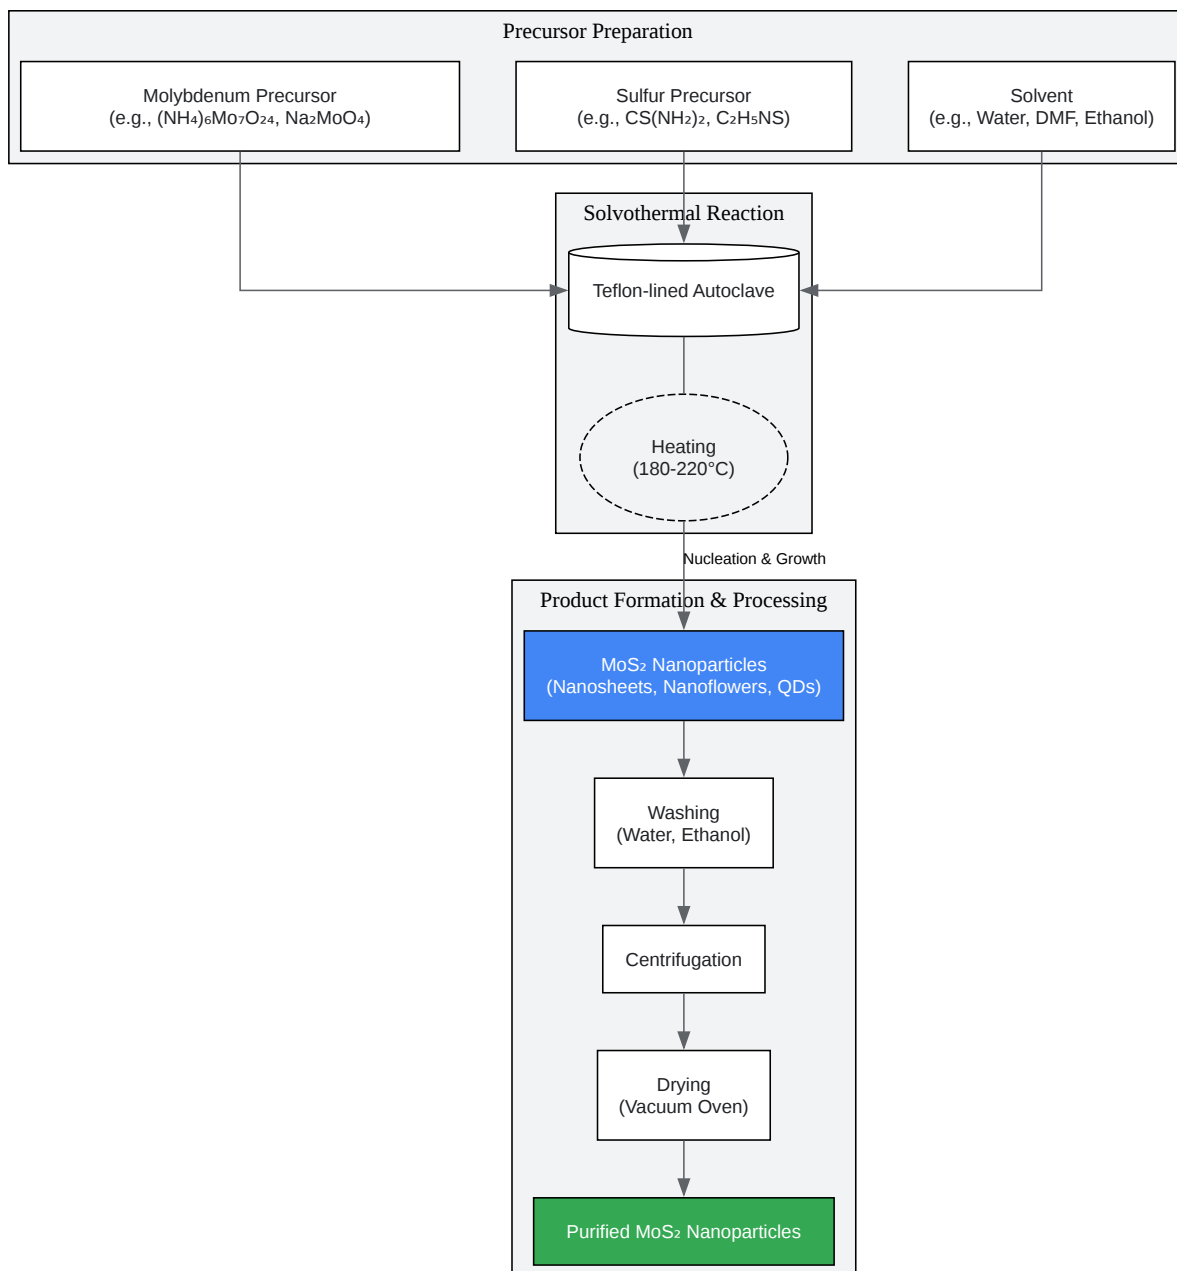 Precursor Preparation
Molybdenum Precursor
(e.g., (NH₄)₆Mo₇O₂₄, Na₂MoO₄)
Sulfur Precursor
(e.g., CS(NH₂)₂, C₂H₅NS)
Solvent
(e.g., Water, DMF, Ethanol)
Solvothermal Reaction
Teflon-lined Autoclave
Heating
(180-220°C)
Nucleation & Growth
Product Formation & Processing
MoS₂ Nanoparticles
(Nanosheets, Nanoflowers, QDs)
Washing
(Water, Ethanol)
Centrifugation
Drying
(Vacuum Oven)
Purified MoS₂ Nanoparticles